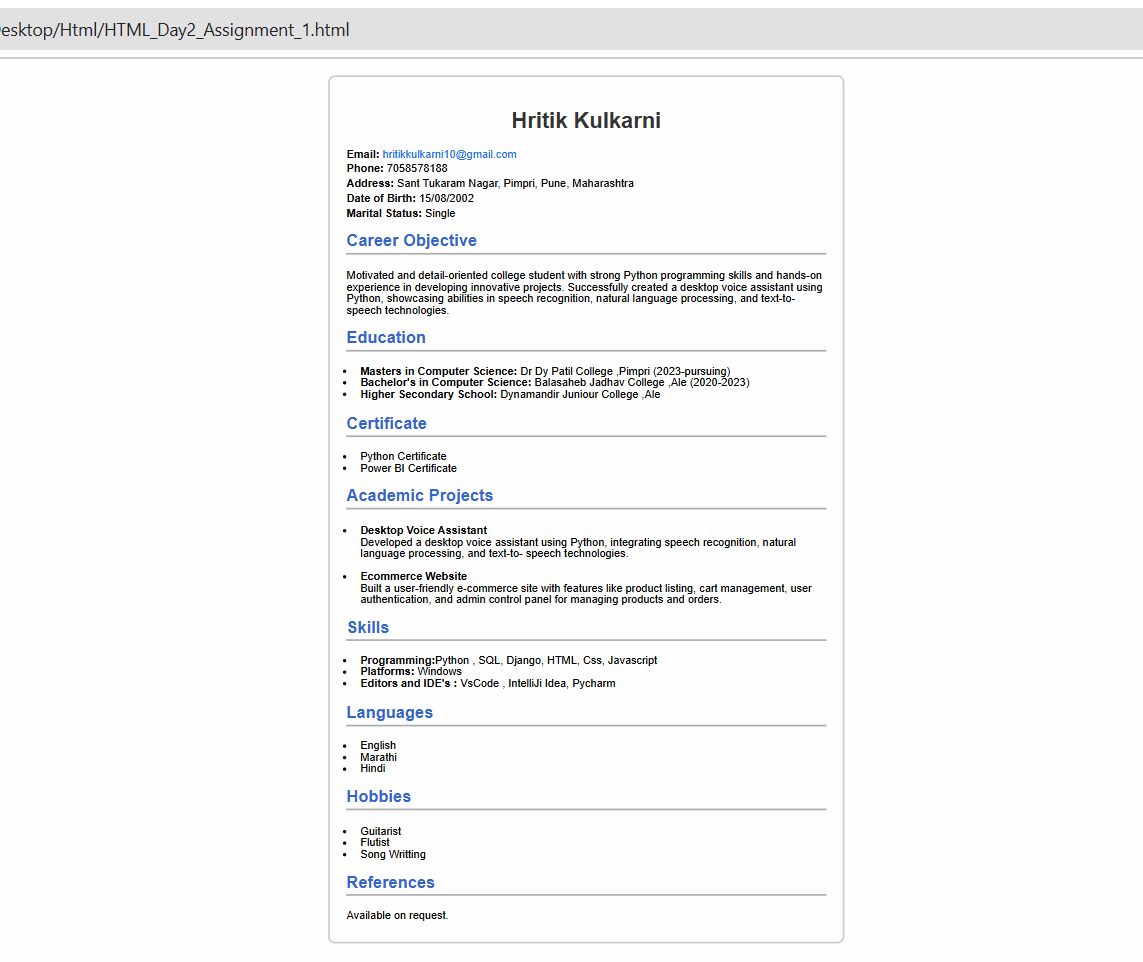 esktop/Html/HTML_Day2_Assignment_1.html
Hritik Kulkarni
Email: hritikkulkarni10@gmail.com
Phone: 7058578188
Address: Sant Tukaram Nagar, Pimpri, Pune, Maharashtra
Date of Birth: 15/08/2002
Marital Status: Single
Career Objective
Motivated and detail-oriented college student with strong Python programming skills and hands-on
experience in developing innovative projects. Successfully created a desktop voice assistant using
Python, showcasing abilities in speech recognition, natural language processing, and text-to-
speech technologies.
Education
• Masters in Computer Science: Dr Dy Patil College ,Pimpri (2023-pursuing)
• Bachelor's in Computer Science: Balasaheb Jadhav College ,Ale (2020-2023)
• Higher Secondary School: Dynamandir Juniour College ,Ale
Certificate
• Python Certificate
• Power BI Certificate
Academic Projects
• Desktop Voice Assistant
Developed a desktop voice assistant using Python, integrating speech recognition, natural
language processing, and text-to- speech technologies.
• Ecommerce Website
Built a user-friendly e-commerce site with features like product listing, cart management, user
authentication, and admin control panel for managing products and orders.
Skills
• Programming:Python , SQL, Django, HTML, Css, Javascript
• Platforms: Windows
• Editors and IDE's : VsCode , IntelliJi Idea, Pycharm
Languages
• English
• Marathi
• Hindi
Hobbies
• Guitarist
• Flutist
• Song Writting
References
Available on request.